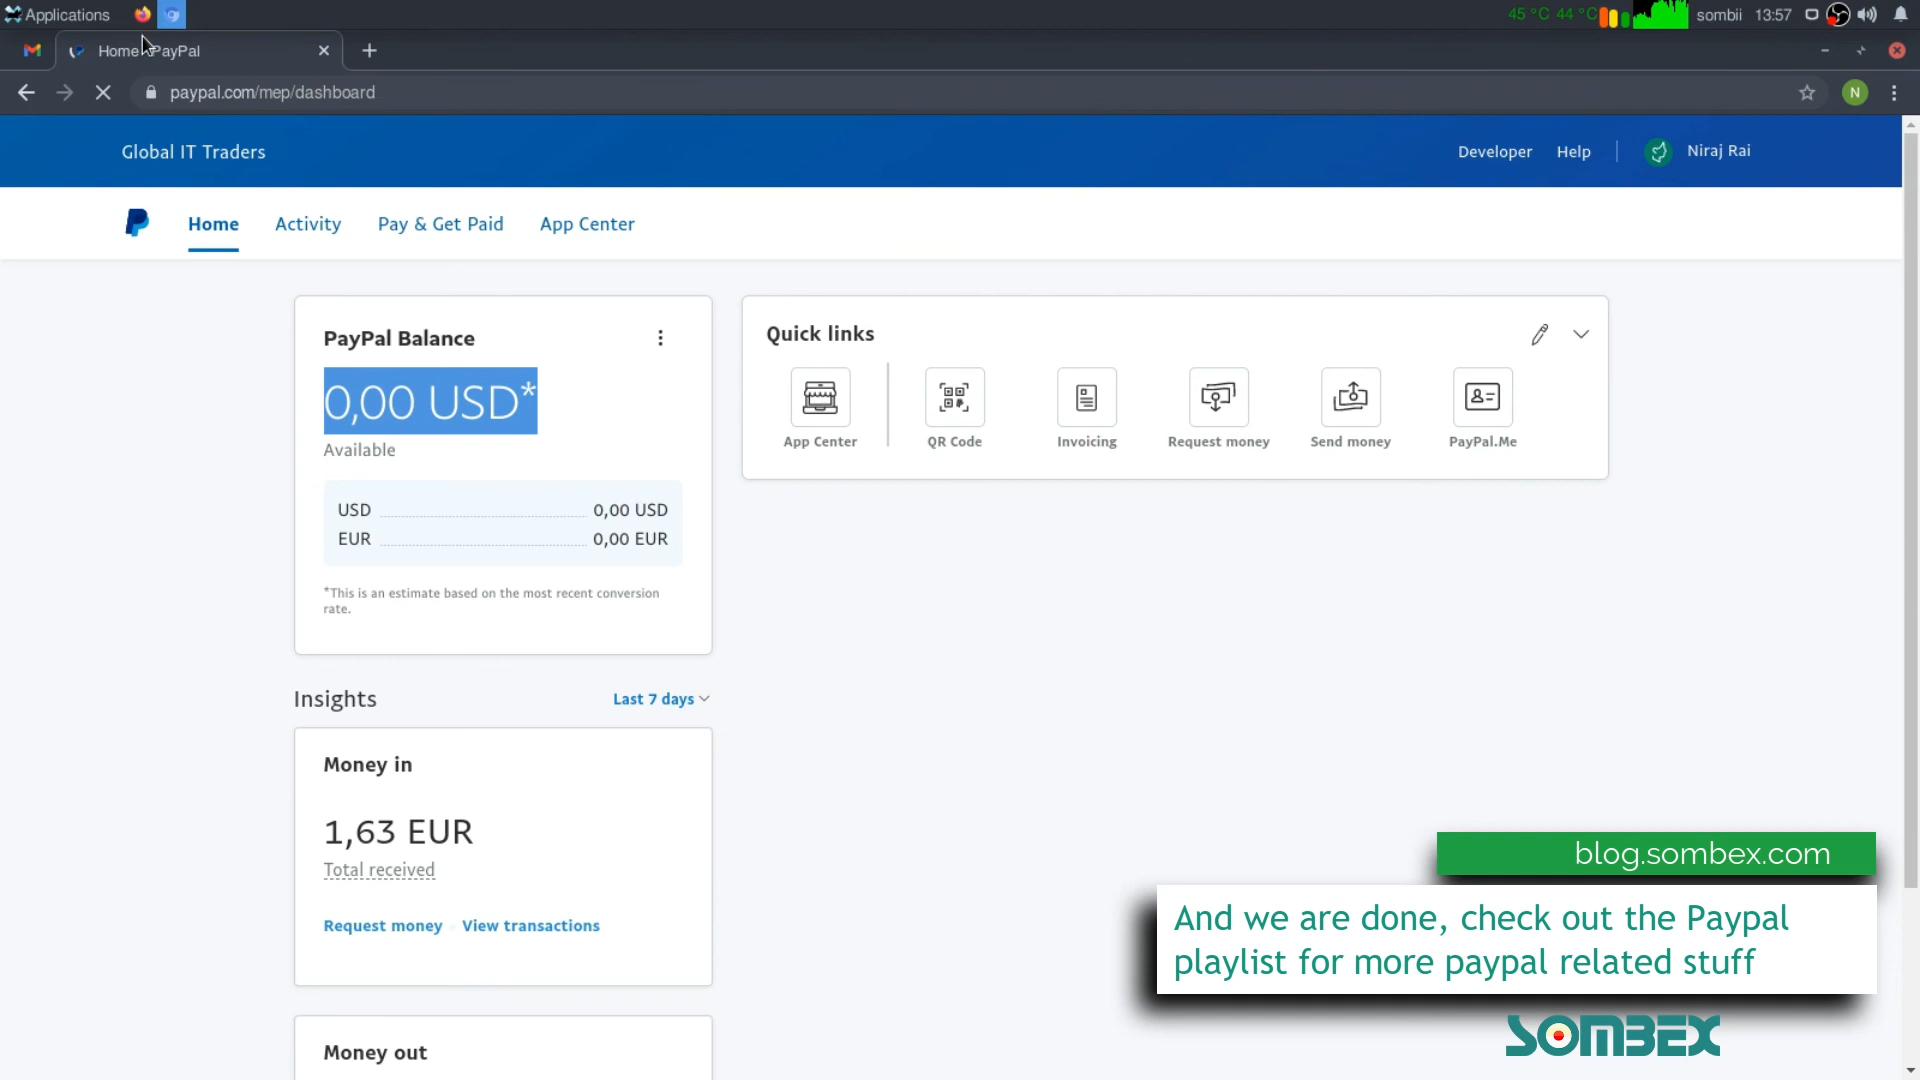 Applications
45 °C 44 °C
sombii 13:57
Home - PayPal
paypal.com/mep/dashboard
N
Global IT Traders
Developer Help
Niraj Rai
Home Activity Pay & Get Paid App Center
PayPal Balance
0,00 USD*
Available
USD 0,00 USD
EUR 0,00 EUR
*This is an estimate based on the most recent conversion
rate.
Quick links
App Center QR Code Invoicing Request money Send money PayPal.Me
Insights Last 7 days
Money in
1,63 EUR
Total received
Request money View transactions
Money out
blog.sombex.com
And we are done, check out the Paypal
playlist for more paypal related stuff
SOMBEX